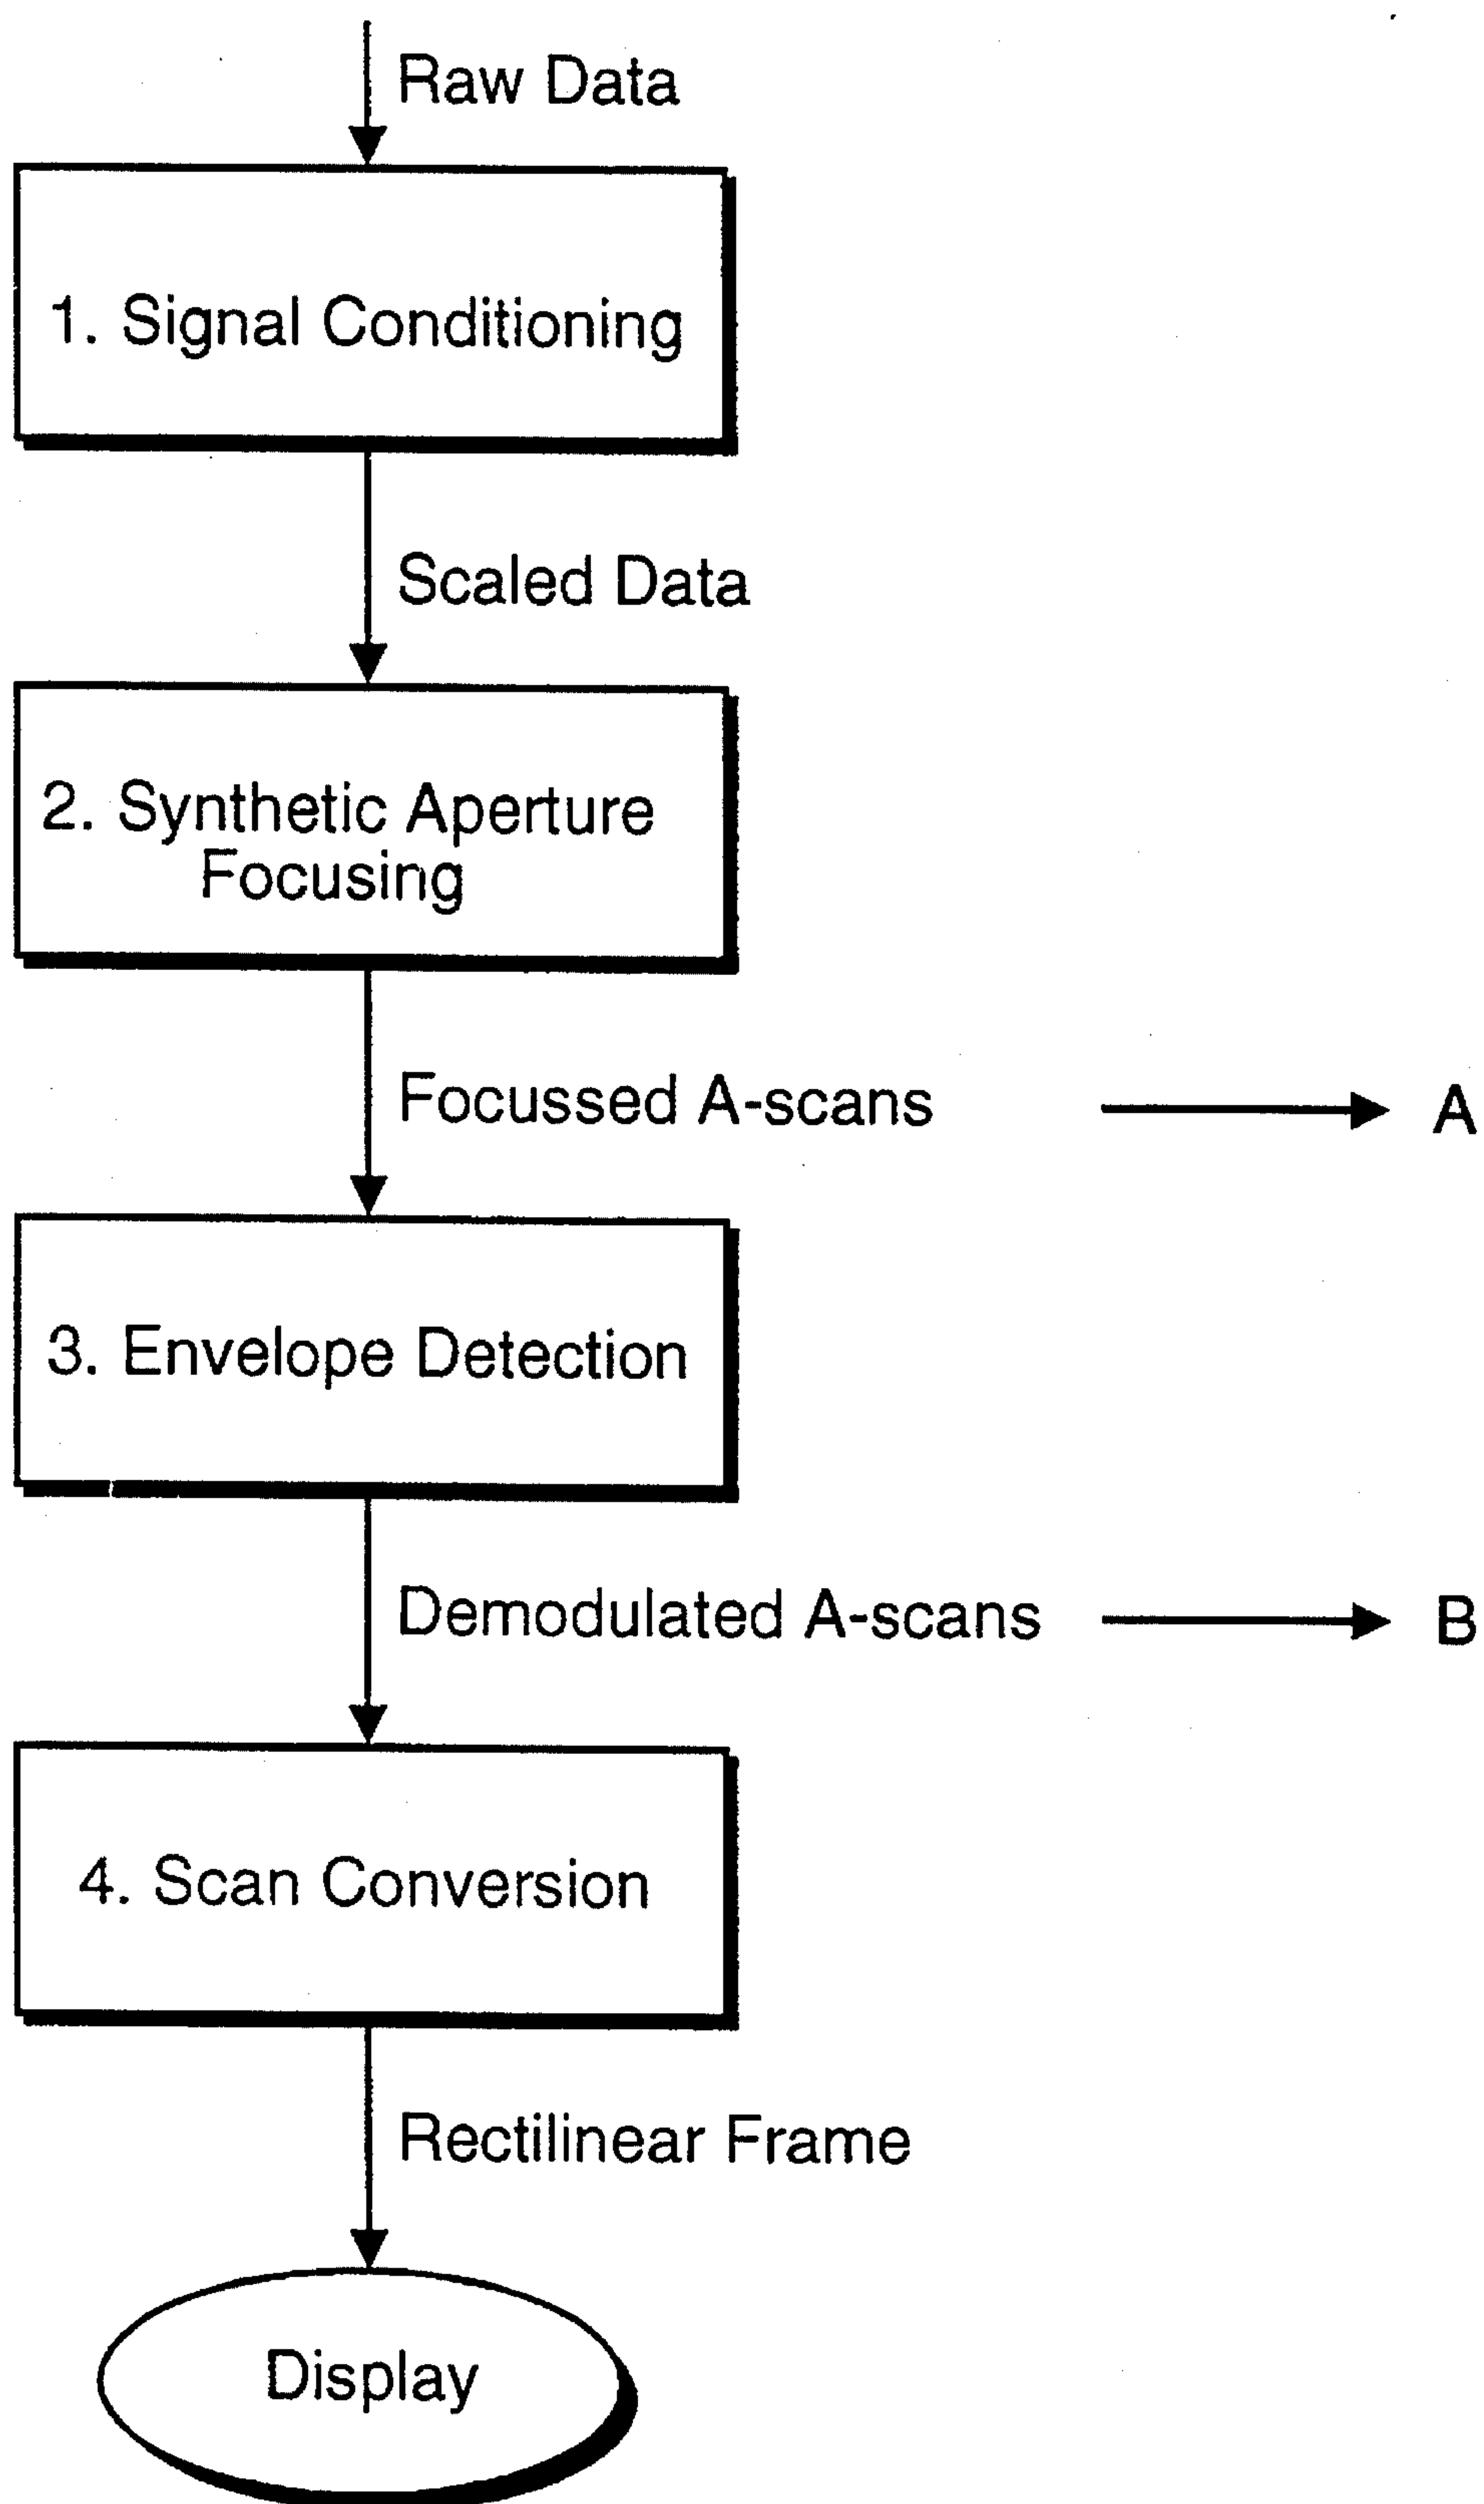 Raw Data
1. Signal Conditioning
Scaled Data
2. Synthetic Aperture
Focusing
Focussed A-scans
A
3. Envelope Detection
Demodulated A-scans
B
4. Scan Conversion
Rectilinear Frame
Display